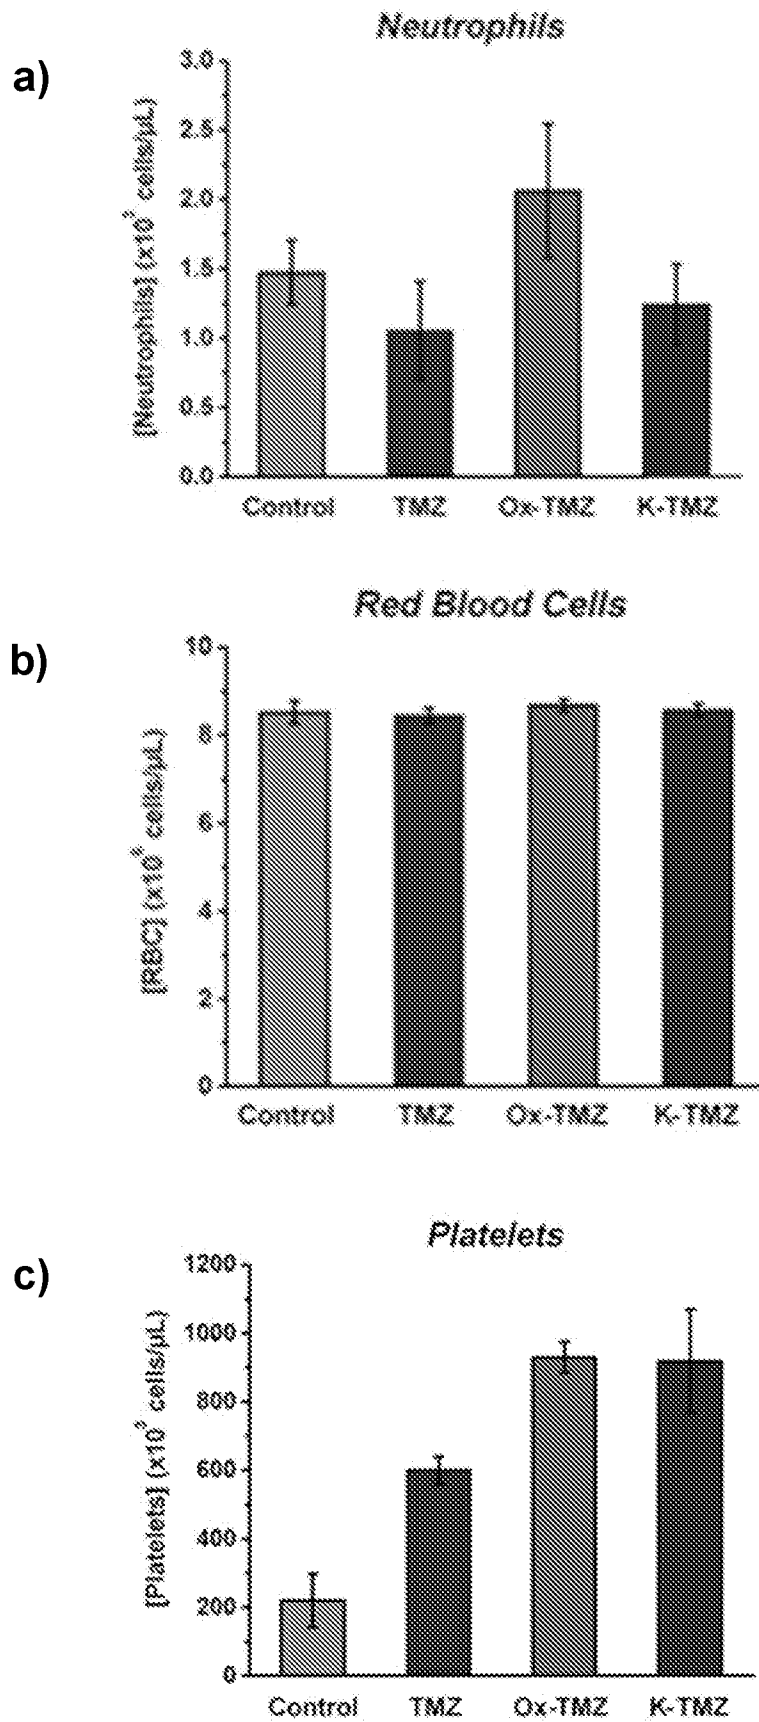 Neutrophils
a)
[Neutrophils] (x10³ cells/µL)
3.0
2.5
2.0
1.5
1.0
0.5
0.0
Control TMZ Ox-TMZ K-TMZ
Red Blood Cells
b)
[RBC] (x10⁶ cells/µL)
10
8
6
4
2
0
Control TMZ Ox-TMZ K-TMZ
Platelets
c)
[Platelets] (x10³ cells/µL)
1200
1000
800
600
400
200
0
Control TMZ Ox-TMZ K-TMZ